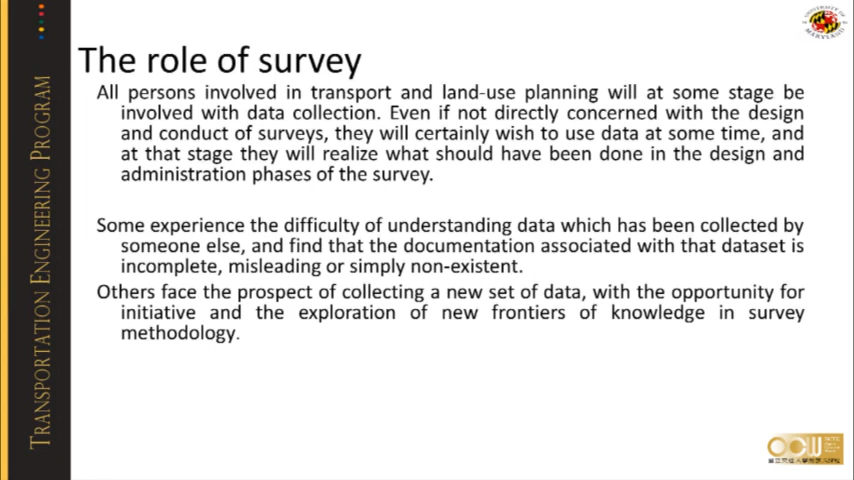 The role of survey
All persons involved in transport and land-use planning will at some stage be
involved with data collection. Even if not directly concerned with the design
and conduct of surveys, they will certainly wish to use data at some time, and
at that stage they will realize what should have been done in the design and
administration phases of the survey.
Some experience the difficulty of understanding data which has been collected by
someone else, and find that the documentation associated with that dataset is
incomplete, misleading or simply non-existent.
Others face the prospect of collecting a new set of data, with the opportunity for
initiative and the exploration of new frontiers of knowledge in survey
methodology.
TRANSPORTATION ENGINEERING PROGRAM
UNIVERSITY OF
MARYLAND
OCW